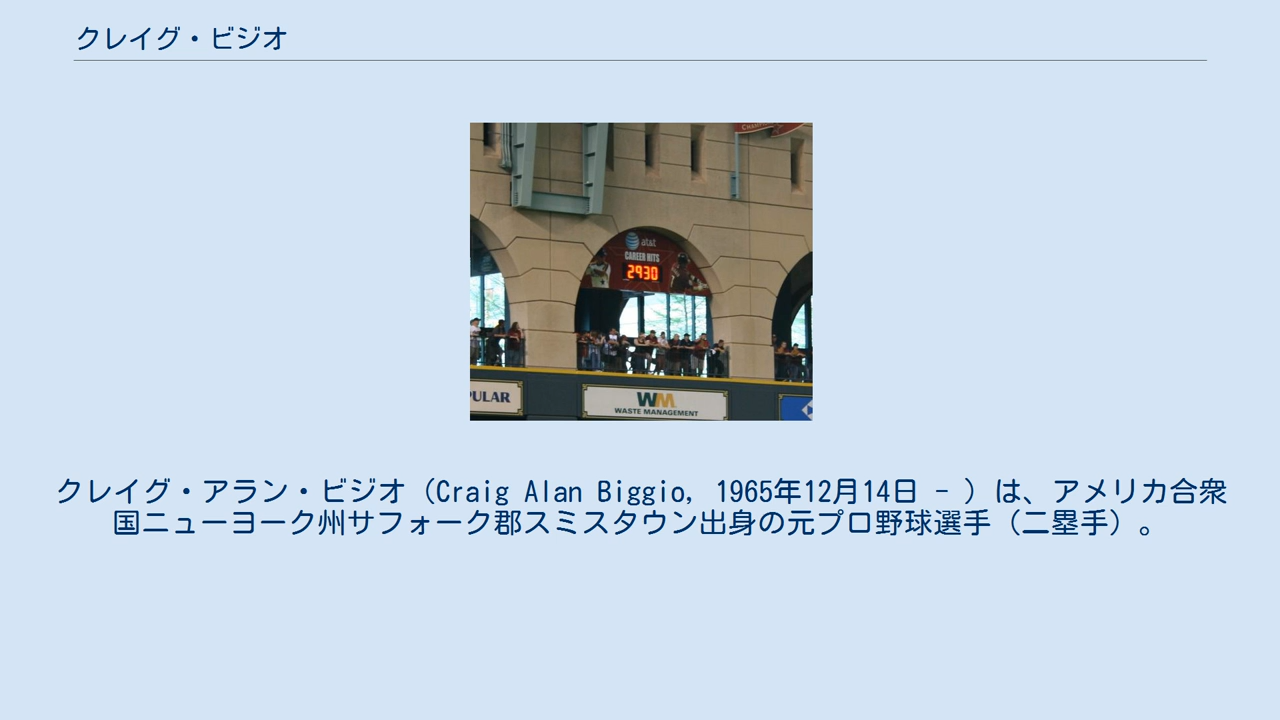 クレイグ・ビジオ
CHAMPIONS
at&t
CAREER HITS
2930
PULAR
WM
WASTE MANAGEMENT
クレイグ・アラン・ビジオ（Craig Alan Biggio, 1965年12月14日 - ）は、アメリカ合衆
国ニューヨーク州サフォーク郡スミスタウン出身の元プロ野球選手（二塁手）。